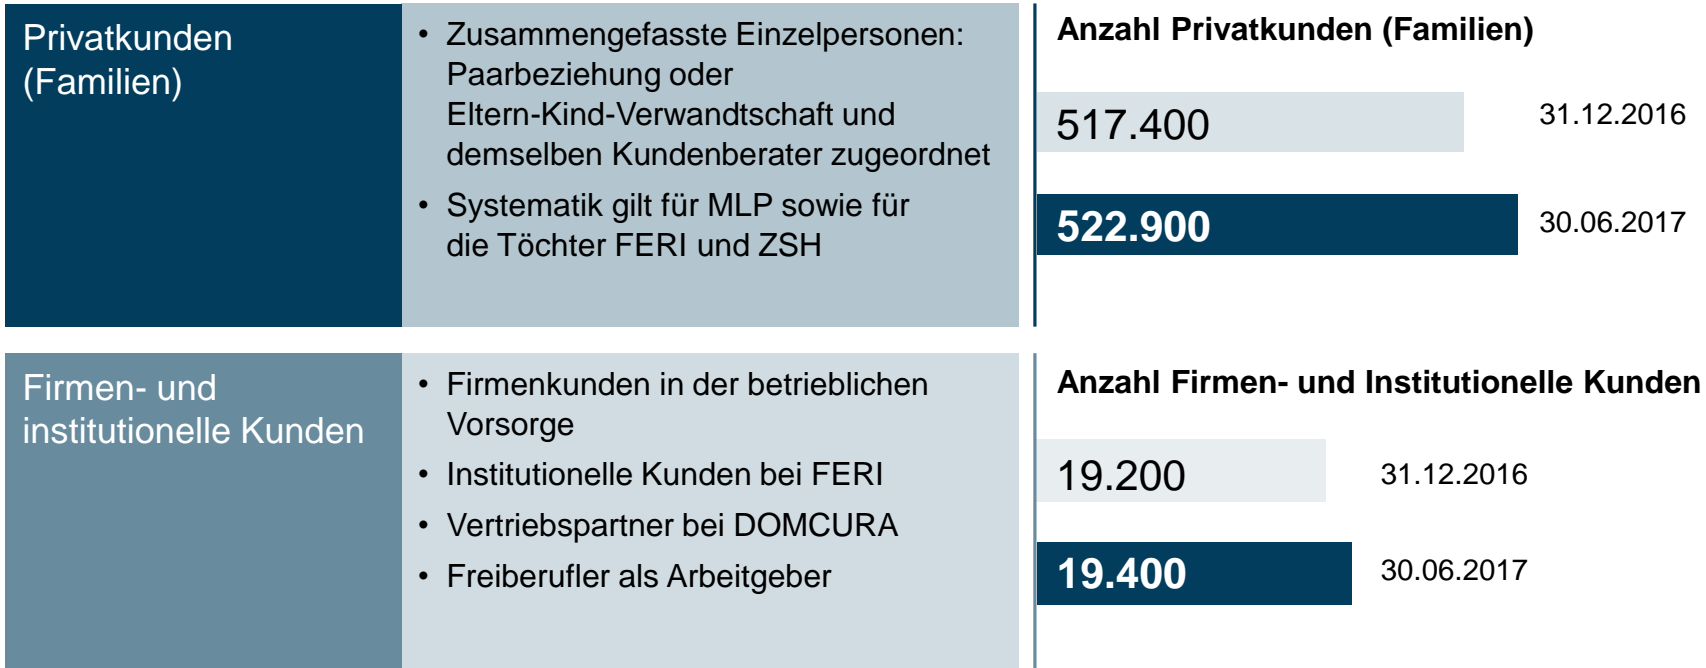 Privatkunden
(Familien)
• Zusammengefasste Einzelpersonen:
Paarbeziehung oder
Eltern-Kind-Verwandtschaft und
demselben Kundenberater zugeordnet
• Systematik gilt für MLP sowie für
die Töchter FERI und ZSH
Anzahl Privatkunden (Familien)
517.400 31.12.2016
522.900 30.06.2017
Firmen- und
institutionelle Kunden
• Firmenkunden in der betrieblichen
Vorsorge
• Institutionelle Kunden bei FERI
• Vertriebspartner bei DOMCURA
• Freiberufler als Arbeitgeber
Anzahl Firmen- und Institutionelle Kunden
19.200 31.12.2016
19.400 30.06.2017